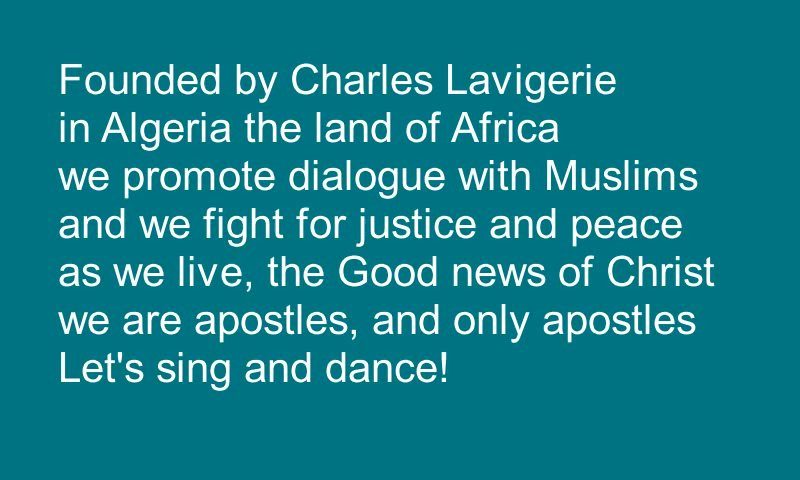 Founded by Charles Lavigerie
in Algeria the land of Africa
we promote dialogue with Muslims
and we fight for justice and peace
as we live, the Good news of Christ
we are apostles, and only apostles
Let's sing and dance!